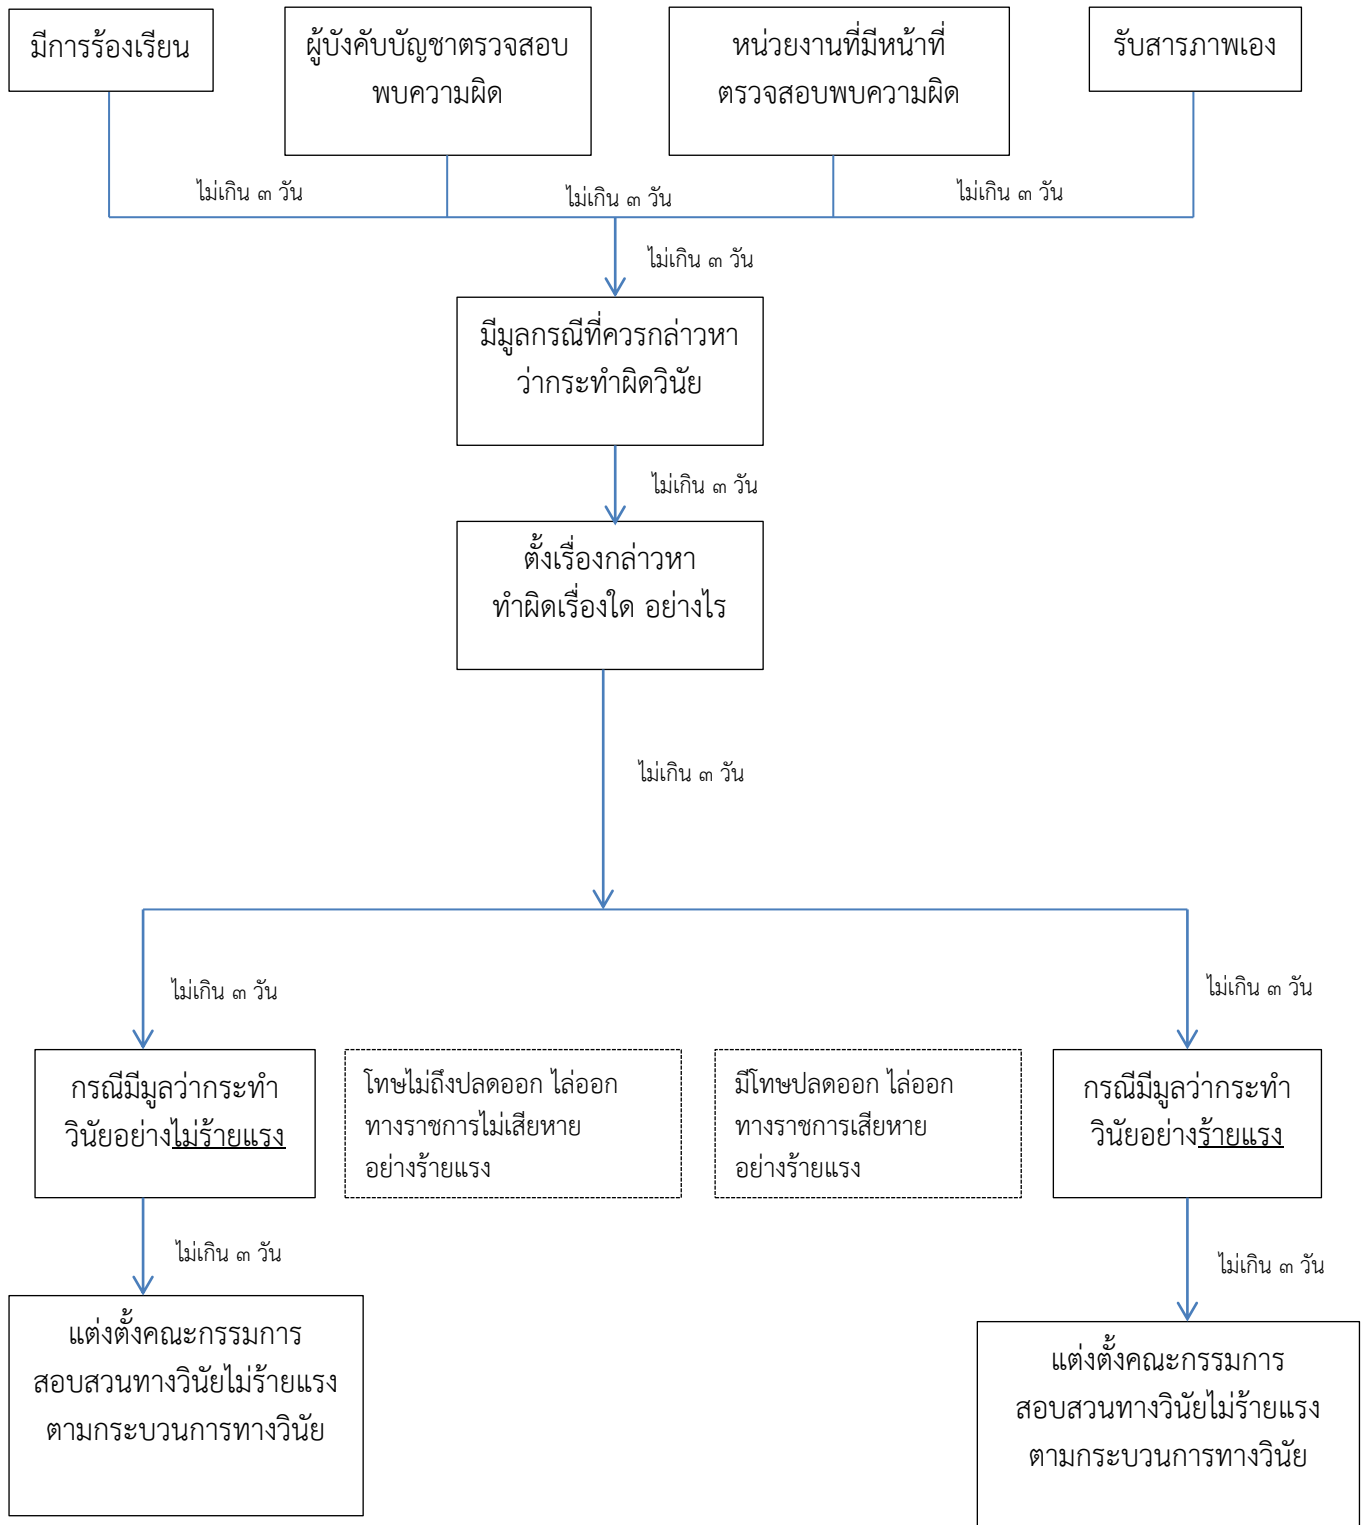 มีการร้องเรียน
ผู้บังคับบัญชาตรวจสอบ
พบความผิด
หน่วยงานที่มีหน้าที่
ตรวจสอบพบความผิด
รับสารภาพเอง
ไม่เกิน ๓ วัน
ไม่เกิน ๓ วัน
ไม่เกิน ๓ วัน
ไม่เกิน ๓ วัน
มีมูลกรณีที่ควรกล่าวหา
ว่ากระทำผิดวินัย
ไม่เกิน ๓ วัน
ตั้งเรื่องกล่าวหา
ทำผิดเรื่องใด อย่างไร
ไม่เกิน ๓ วัน
ไม่เกิน ๓ วัน
ไม่เกิน ๓ วัน
กรณีมีมูลว่ากระทำ
วินัยอย่างไม่ร้ายแรง
โทษไม่ถึงปลดออก ไล่ออก
ทางราชการไม่เสียหาย
อย่างร้ายแรง
มีโทษปลดออก ไล่ออก
ทางราชการเสียหาย
อย่างร้ายแรง
กรณีมีมูลว่ากระทำ
วินัยอย่างร้ายแรง
ไม่เกิน ๓ วัน
ไม่เกิน ๓ วัน
แต่งตั้งคณะกรรมการ
สอบสวนทางวินัยไม่ร้ายแรง
ตามกระบวนการทางวินัย
แต่งตั้งคณะกรรมการ
สอบสวนทางวินัยไม่ร้ายแรง
ตามกระบวนการทางวินัย